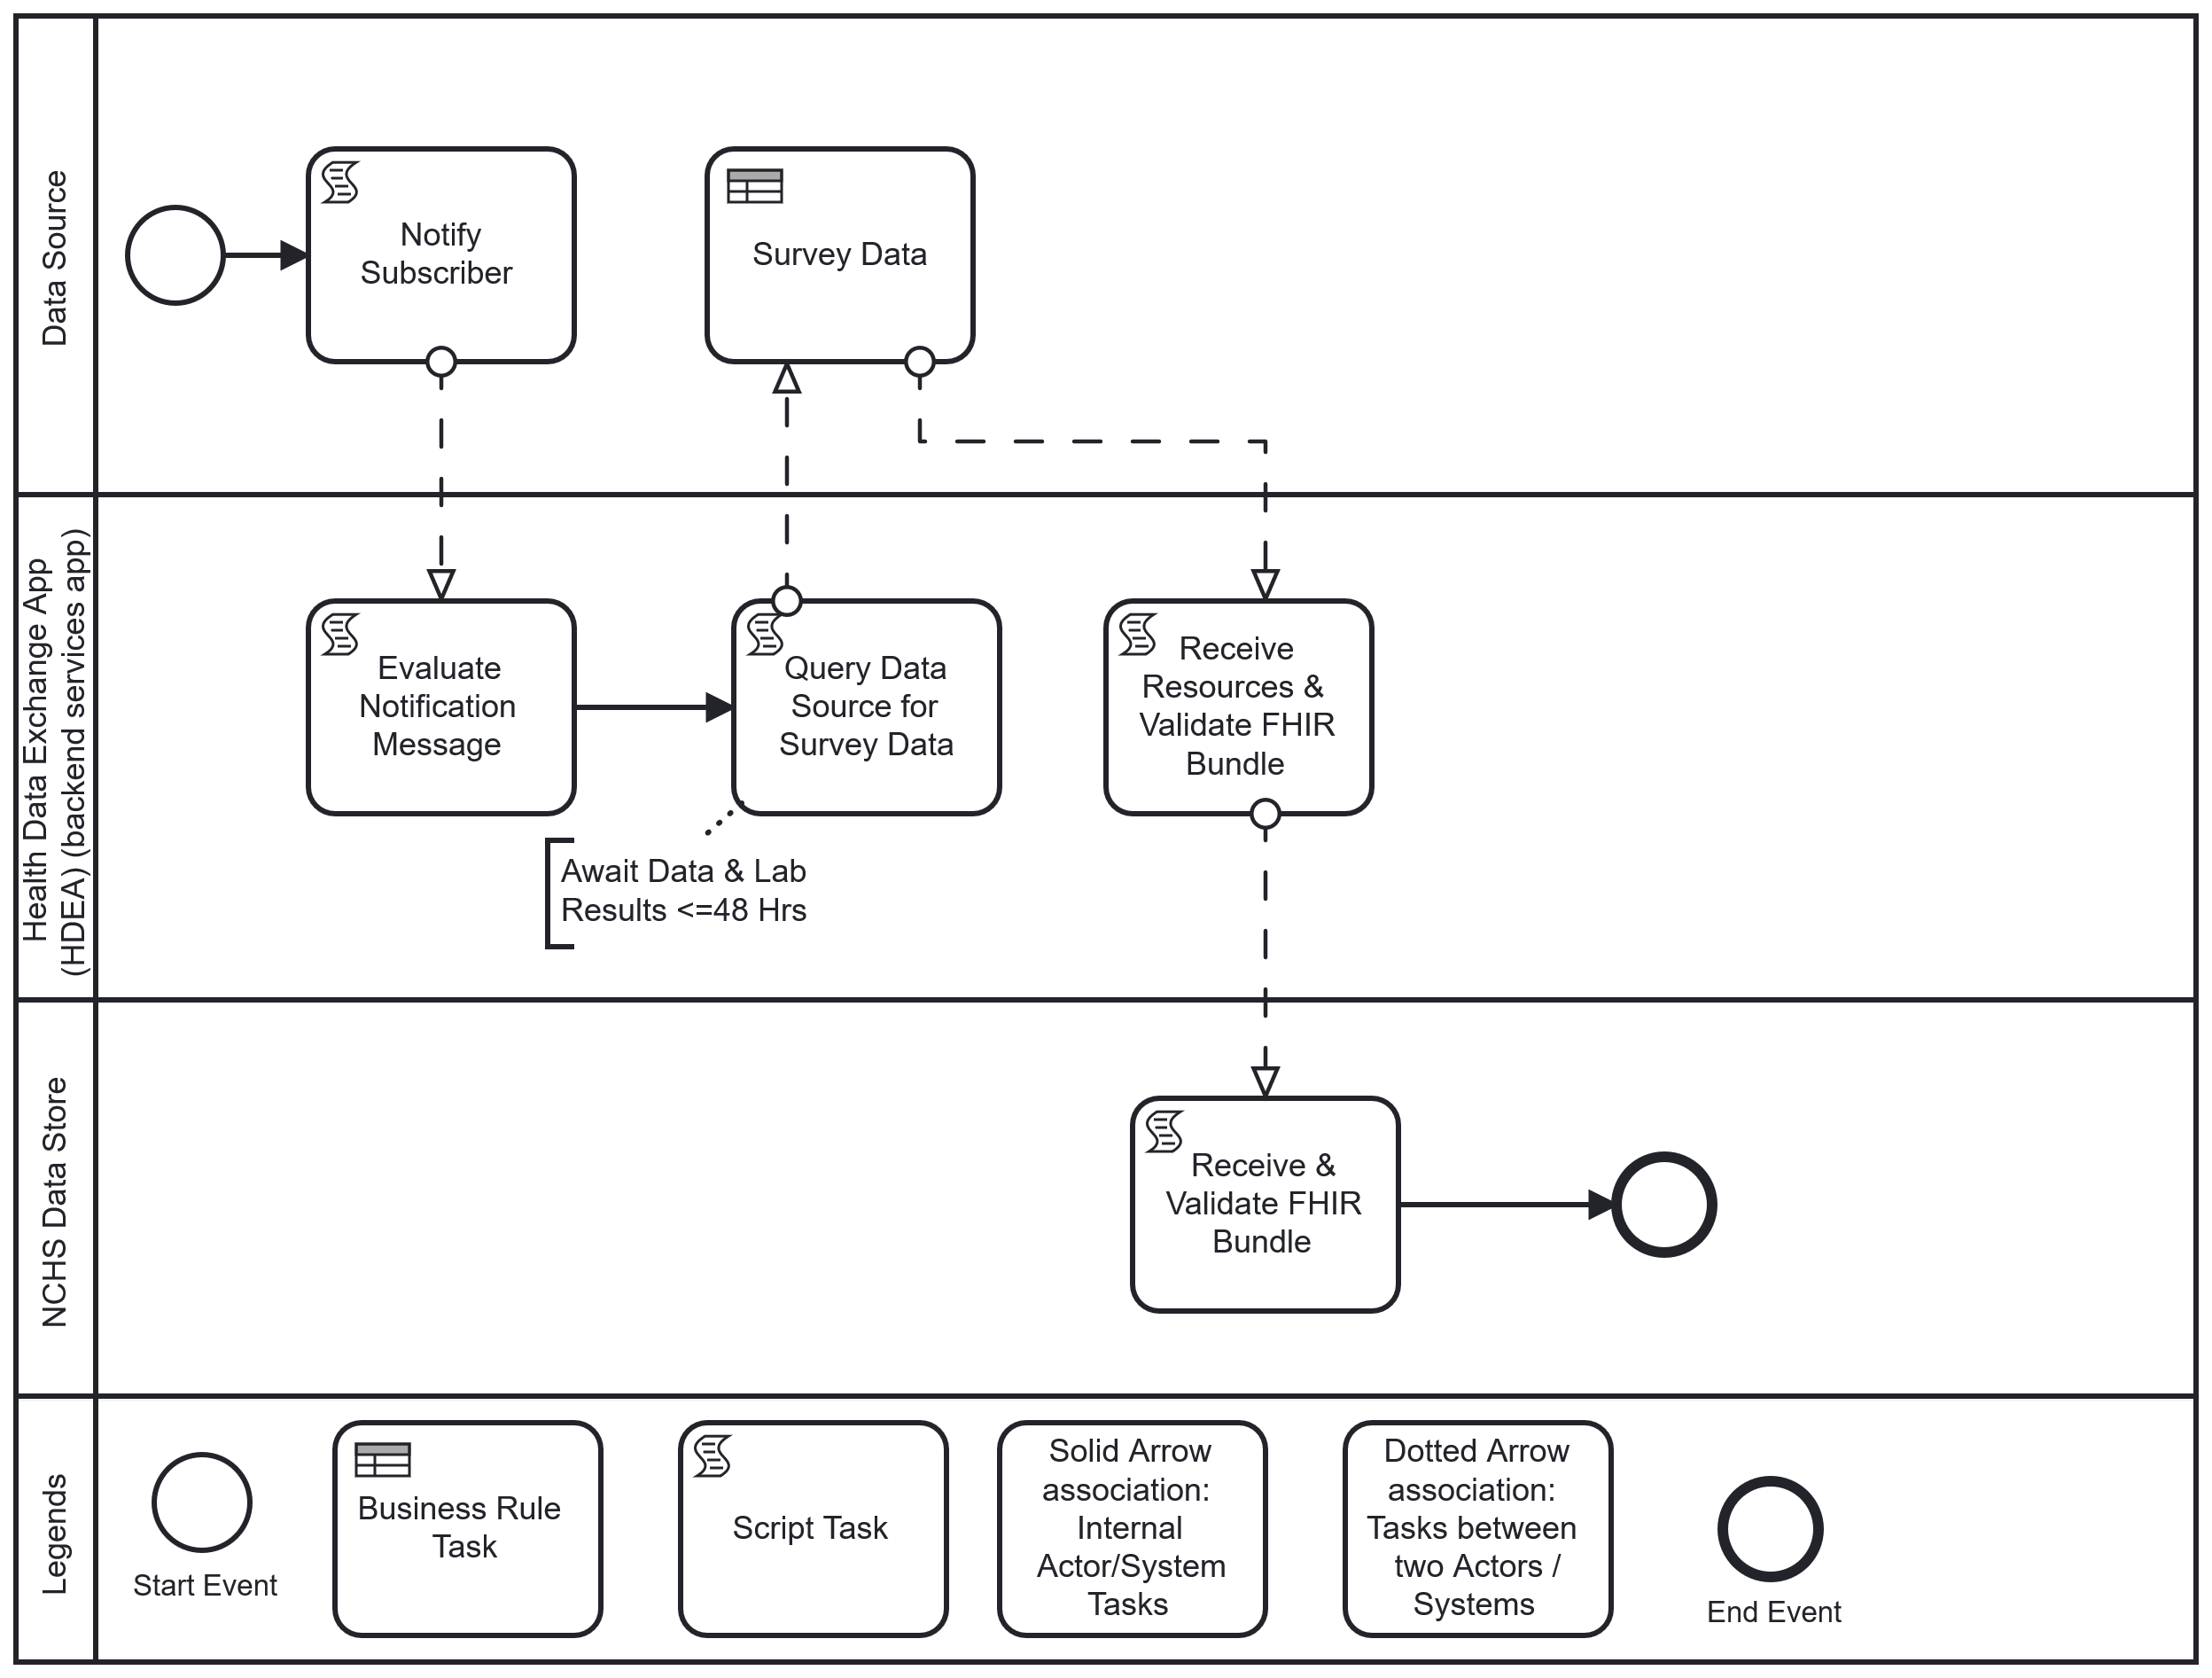 Data Source
Notify
Subscriber
Survey Data
Health Data Exchange App
(HDEA) (backend services app)
Evaluate
Notification
Message
Query Data
Source for
Survey Data
Receive
Resources &
Validate FHIR
Bundle
Await Data & Lab
Results <=48 Hrs
NCHS Data Store
Receive &
Validate FHIR
Bundle
Legends
Start Event
Business Rule
Task
Script Task
Solid Arrow
association:
Internal
Actor/System
Tasks
Dotted Arrow
association:
Tasks between
two Actors /
Systems
End Event